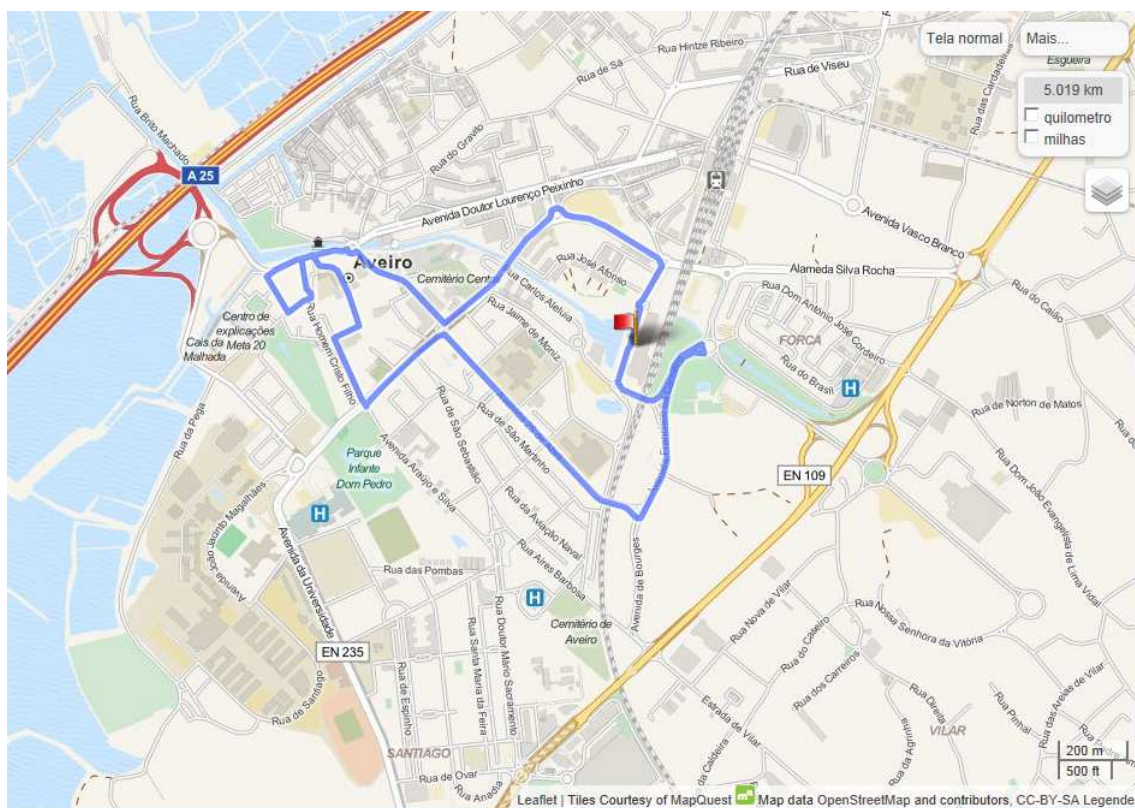 Tela normal
Mais...
Rua Hintze Ribeiro
Esgueira
Rua de Sá
Rua de Viseu
Rua das Cardadeiras
5.019 km
quilometro
milhas
Rua Brito Machado
Rua do Gravito
A 25
Avenida Doutor Lourenço Peixinho
Avenida Vasco Branco
Aveiro
Cemitério Central
Rua José Afonso
Alameda Silva Rocha
Rua Carlos Aleluia
Rua Dom António José Cordeiro
Rua do Caião
Rua Jaime de Moniz
Centro de
explicações
Meta 20
Cais da
Malhada
Rua Homem Cristo Filho
FORCA
Rua do Brasil
H
Rua da Pega
Rua de São Sebastião
Rua de São Martinho
Rua de Norton de Matos
Parque
Infante
Dom Pedro
Avenida Araújo e Silva
EN 109
Rua Dom João Evangelista de Lima Vidal
H
Avenida João Jacinto Magalhães
Rua da Aviação Naval
Avenida da Universidade
Rua das Pombas
Rua Aires Barbosa
Avenida de Borges
H
Rua Nova de Vilar
Rua Nossa Senhora da Vitória
Cemitério de
Aveiro
Rua do Caseiro
EN 235
Rua Doutor Mário Sacramento
Rua Santa Maria da Feira
Rua dos Carreiros
Rua de Espinho
Rua de Santiago
Rua Direita
Rua das Areias de Vilar
Estrada de Vilar
Rua Pinhal
VILAR
Rua da Agrinha
SANTIAGO
200 m
500 ft
Rua de Ovar
Rua Anadia
Leaflet | Tiles Courtesy of MapQuest Map data OpenStreetMap and contributors, CC-BY-SA Legende